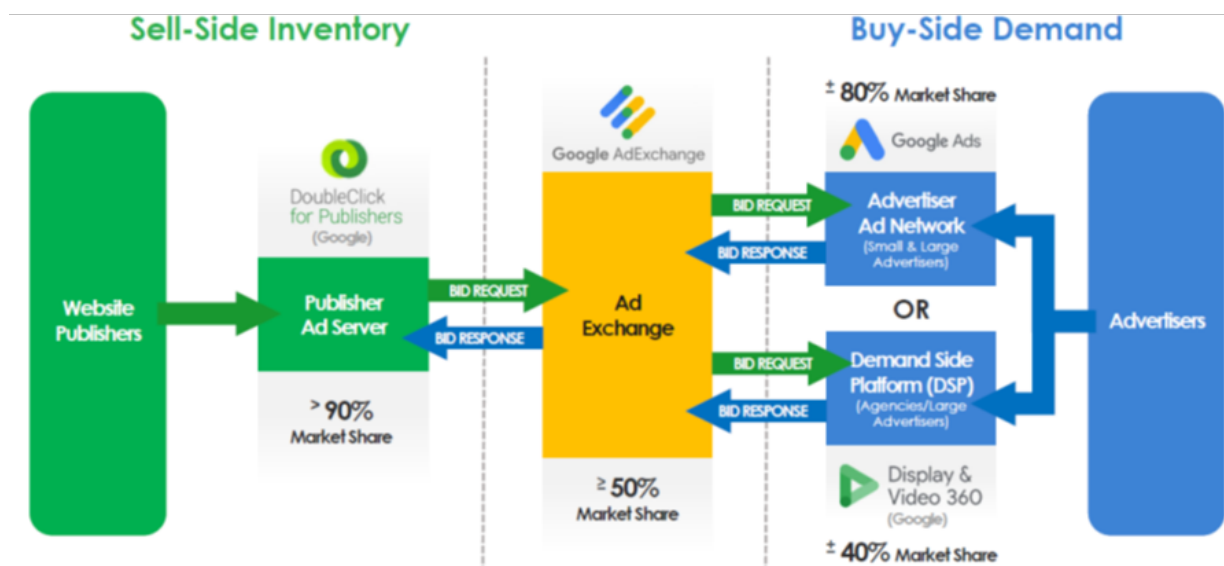 Sell-Side Inventory
Buy-Side Demand
Website
Publishers
DoubleClick
for Publishers
(Google)
Publisher
Ad Server
> 90%
Market Share
BID REQUEST
BID RESPONSE
Google AdExchange
Ad
Exchange
≥ 50%
Market Share
BID REQUEST
BID RESPONSE
BID REQUEST
BID RESPONSE
± 80% Market Share
Google Ads
Advertiser
Ad Network
(Small & Large
Advertisers)
OR
Demand Side
Platform (DSP)
(Agencies/Large
Advertisers)
Display &
Video 360
(Google)
± 40% Market Share
Advertisers